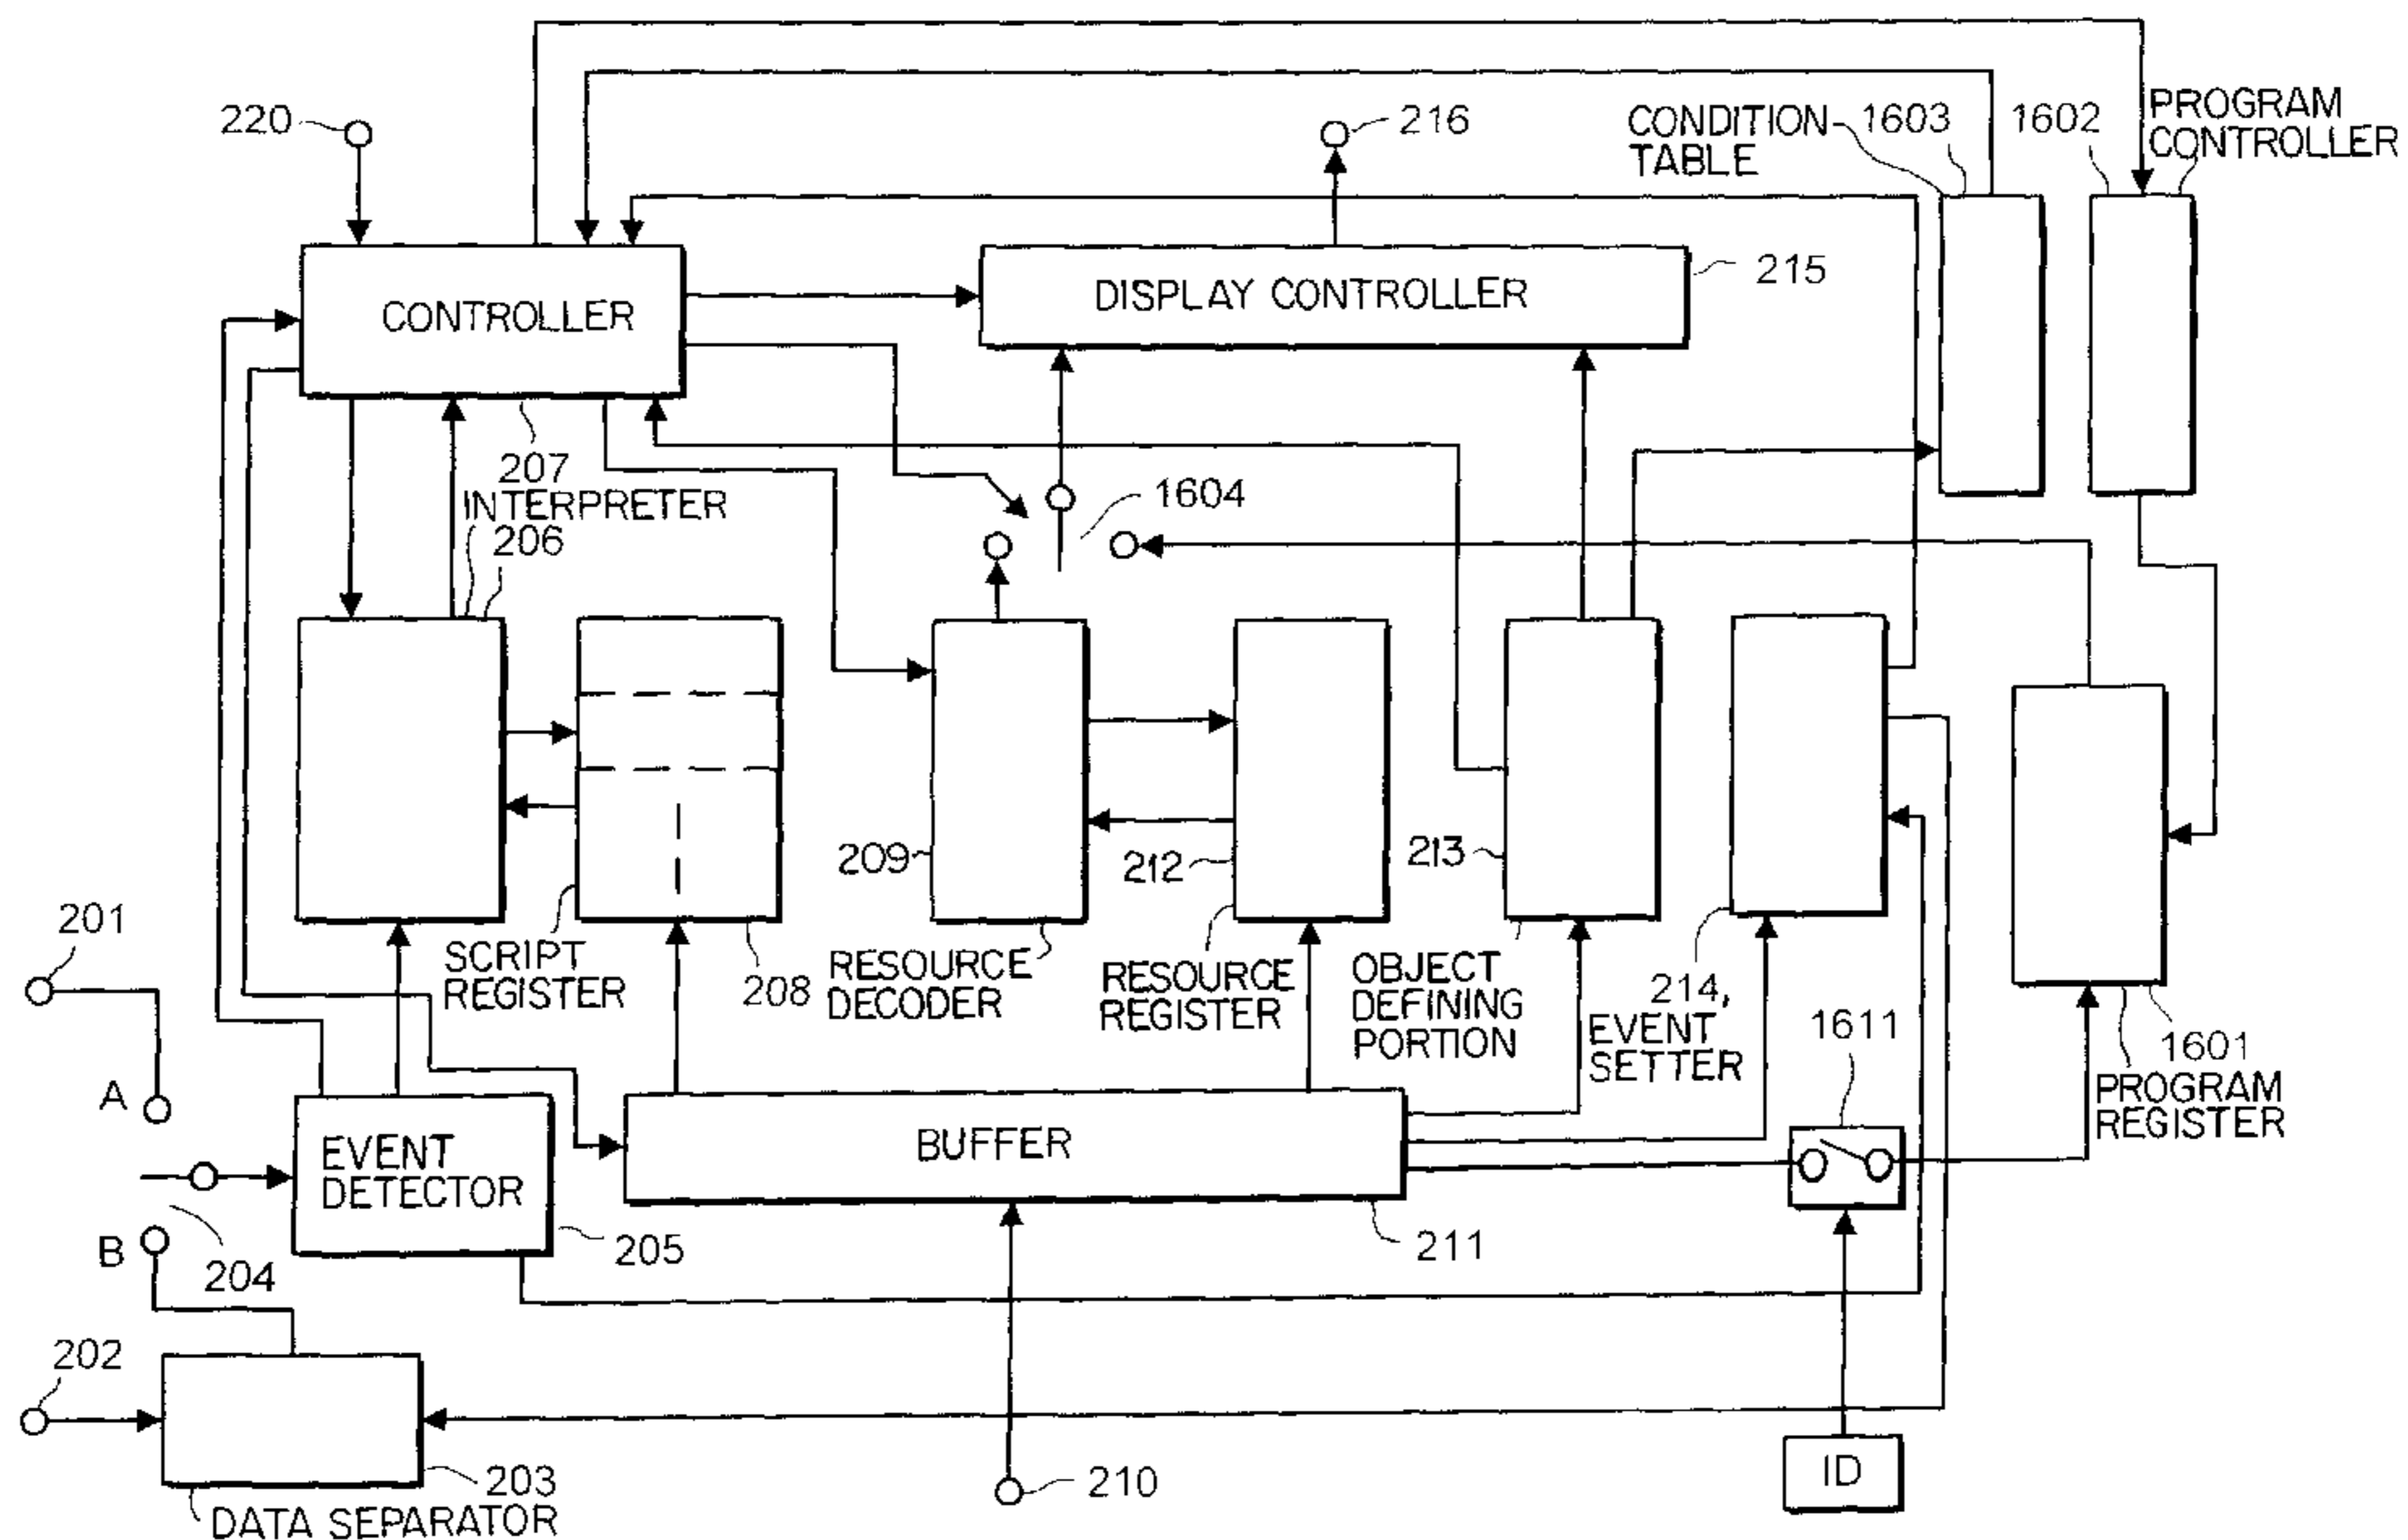 220
216
CONDITION
TABLE
1603
1602
PROGRAM
CONTROLLER
CONTROLLER
DISPLAY CONTROLLER
215
207
INTERPRETER
206
1604
209
212
213
201
SCRIPT
REGISTER
208
RESOURCE
DECODER
RESOURCE
REGISTER
OBJECT
DEFINING
PORTION
214,
EVENT
SETTER
1611
1601
PROGRAM
REGISTER
A
EVENT
DETECTOR
BUFFER
B
204
205
211
202
203
DATA SEPARATOR
210
ID